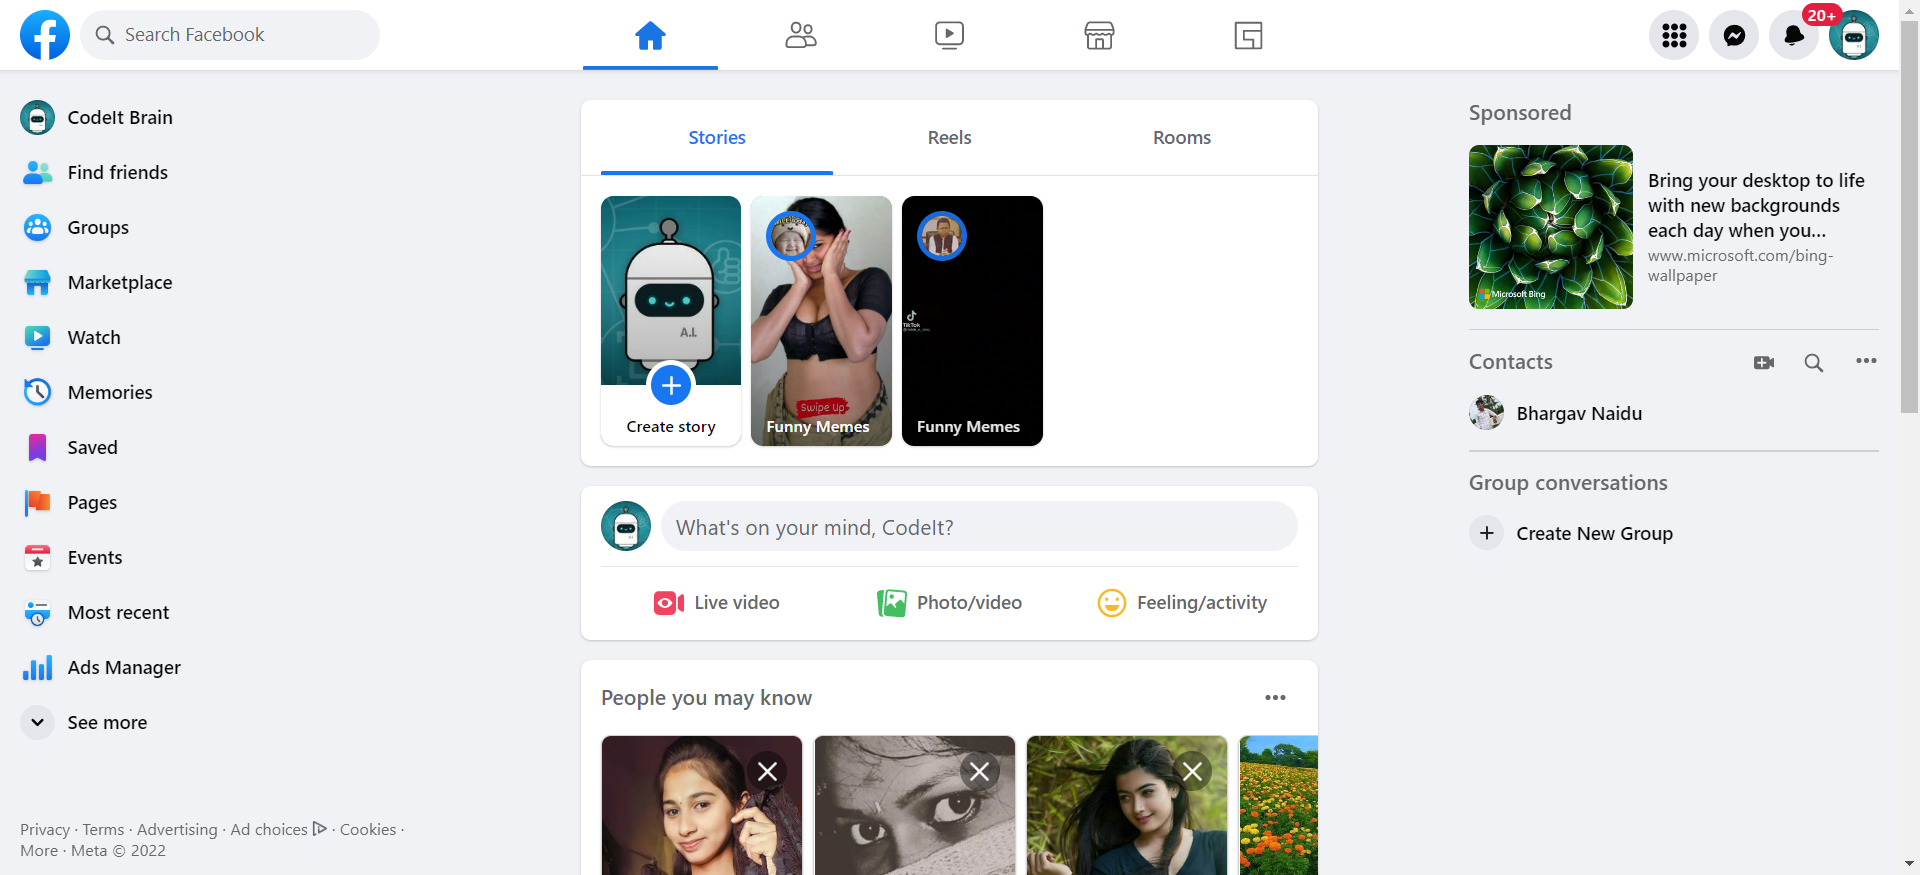 Search Facebook
20+
CodeIt Brain
Find friends
Groups
Marketplace
Watch
Memories
Saved
Pages
Events
Most recent
Ads Manager
See more
Privacy · Terms · Advertising · Ad choices · Cookies ·
More · Meta © 2022
Stories
Reels
Rooms
A.I.
Create story
Swipe Up
Funny Memes
TikTok
Funny Memes
What's on your mind, CodeIt?
Live video
Photo/video
Feeling/activity
People you may know
Sponsored
Microsoft Bing
Bring your desktop to life
with new backgrounds
each day when you...
www.microsoft.com/bing-
wallpaper
Contacts
Bhargav Naidu
Group conversations
Create New Group